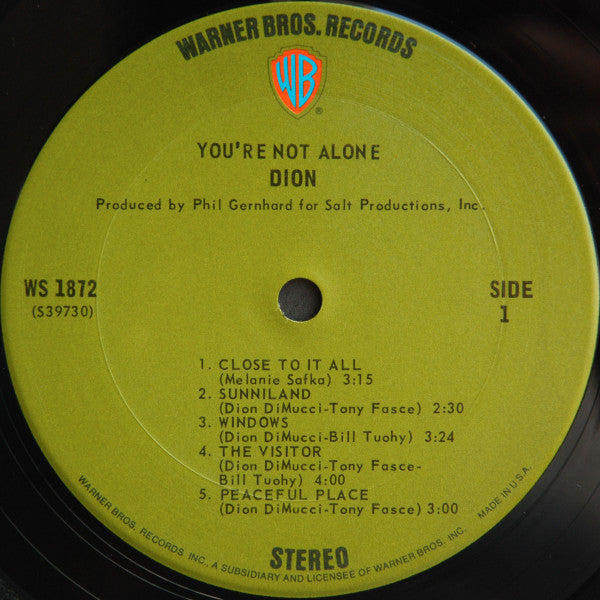 WARNER BROS. RECORDS
WB
®
YOU'RE NOT ALONE
DION
Produced by Phil Gernhard for Salt Productions, Inc.
WS 1872
(S39730)
SIDE
1
1. CLOSE TO IT ALL
(Melanie Safka) 3:15
2. SUNNILAND
(Dion DiMucci-Tony Fasce) 2:30
3. WINDOWS
(Dion DiMucci-Bill Tuohy) 3:24
4. THE VISITOR
(Dion DiMucci-Tony Fasce-
Bill Tuohy) 4:00
5. PEACEFUL PLACE
(Dion DiMucci-Tony Fasce) 3:00
STEREO
WARNER BROS. RECORDS INC., A SUBSIDIARY AND LICENSEE OF WARNER BROS. INC.
MADE IN U.S.A.